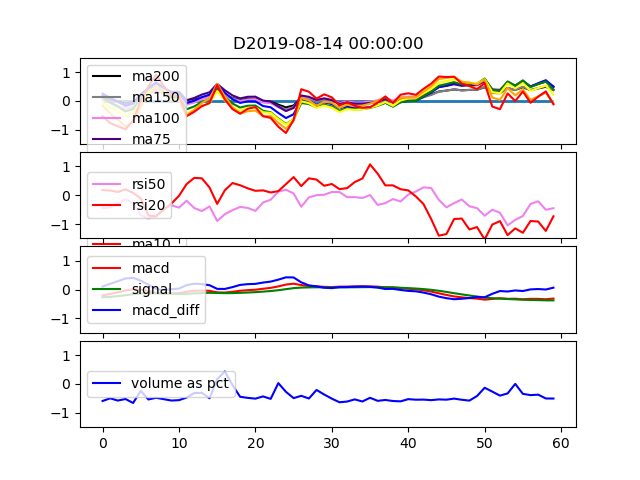 D2019-08-14 00:00:00
1
0
−1
ma200
ma150
ma100
ma75
1
0
−1
rsi50
rsi20
ma10
1
0
−1
macd
signal
macd_diff
1
0
−1
volume as pct
0 10 20 30 40 50 60